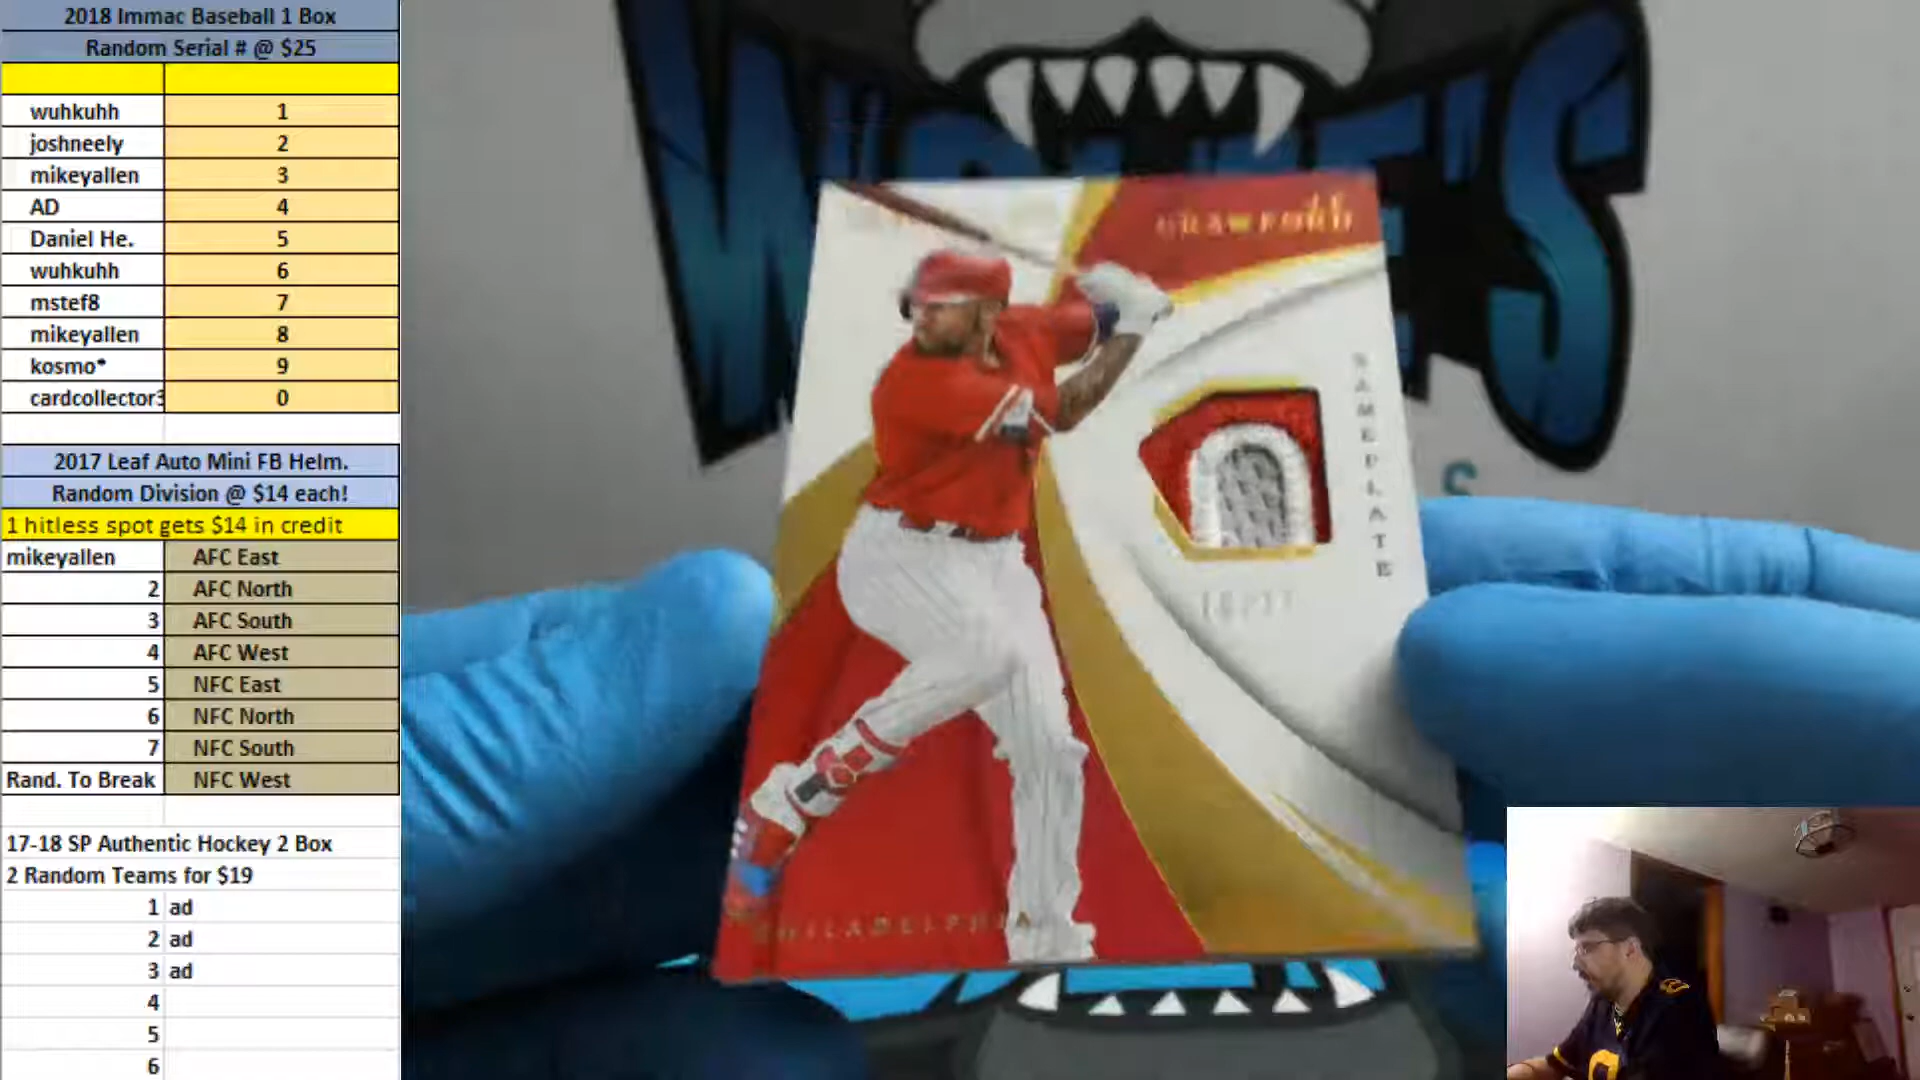 2018 Immac Baseball 1 Box
Random Serial # @ $25
wuhkuhh 1
joshneely 2
mikeyallen 3
AD 4
Daniel He. 5
wuhkuhh 6
mstef8 7
mikeyallen 8
kosmo* 9
cardcollector3 0
2017 Leaf Auto Mini FB Helm.
Random Division @ $14 each!
1 hitless spot gets $14 in credit
mikeyallen AFC East
2 AFC North
3 AFC South
4 AFC West
5 NFC East
6 NFC North
7 NFC South
Rand. To Break NFC West
17-18 SP Authentic Hockey 2 Box
2 Random Teams for $19
1 ad
2 ad
3 ad
4
5
6
CRAWFORD
PHILADELPHIA